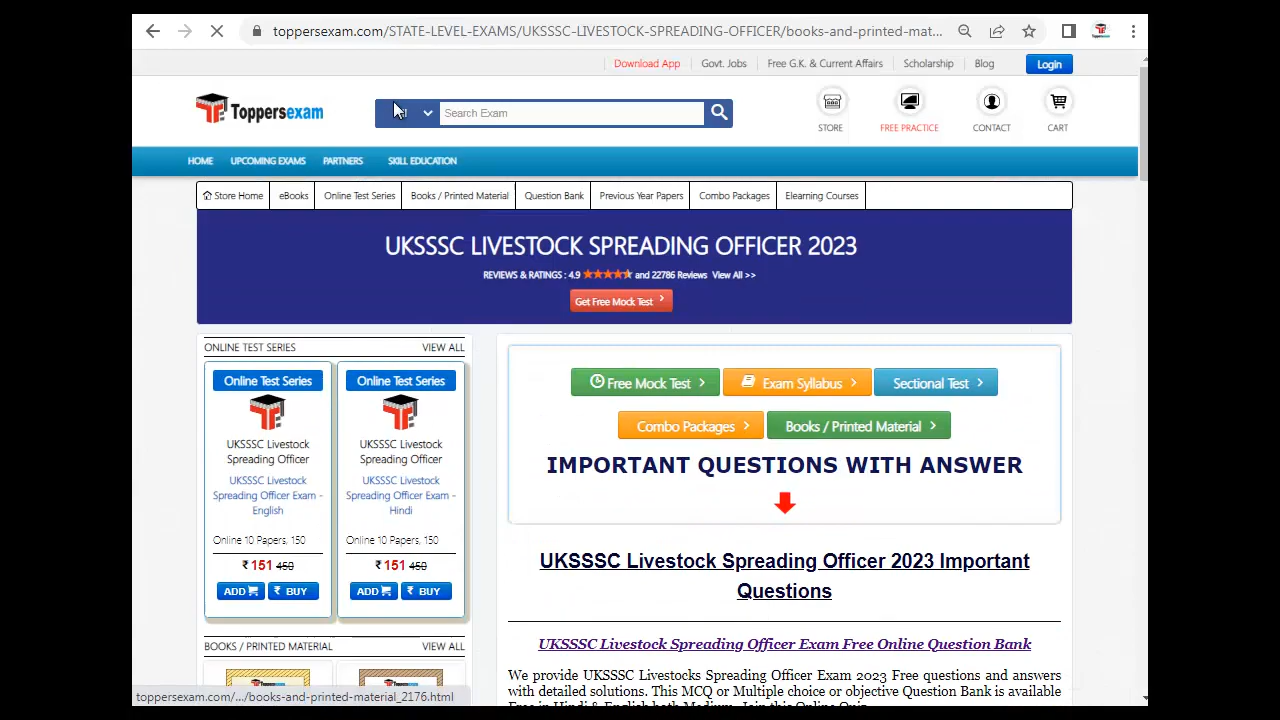 toppersexam.com/STATE-LEVEL-EXAMS/UKSSSC-LIVESTOCK-SPREADING-OFFICER/books-and-printed-mat...
Download App Govt. Jobs Free G.K. & Current Affairs Scholarship Blog Login
Toppersexam
Search Exam
STORE FREE PRACTICE CONTACT CART
HOME UPCOMING EXAMS PARTNERS SKILL EDUCATION
Store Home eBooks Online Test Series Books / Printed Material Question Bank Previous Year Papers Combo Packages Elearning Courses
UKSSSC LIVESTOCK SPREADING OFFICER 2023
REVIEWS & RATINGS : 4.9 and 22786 Reviews View All >>
Get Free Mock Test >
ONLINE TEST SERIES VIEW ALL
Online Test Series
UKSSSC Livestock
Spreading Officer
UKSSSC Livestock
Spreading Officer Exam -
English
Online 10 Papers, 150
₹ 151 450
ADD ₹ BUY
Online Test Series
UKSSSC Livestock
Spreading Officer
UKSSSC Livestock
Spreading Officer Exam -
Hindi
Online 10 Papers, 150
₹ 151 450
ADD ₹ BUY
BOOKS / PRINTED MATERIAL VIEW ALL
Free Mock Test > Exam Syllabus > Sectional Test >
Combo Packages > Books / Printed Material >
IMPORTANT QUESTIONS WITH ANSWER
UKSSSC Livestock Spreading Officer 2023 Important
Questions
UKSSSC Livestock Spreading Officer Exam Free Online Question Bank
We provide UKSSSC Livestocks Spreading Officer Exam 2023 Free questions and answers
with detailed solutions. This MCQ or Multiple choice or objective Question Bank is available
Free in Hindi & English both Medium. Join this Online Quiz
toppersexam.com/.../books-and-printed-material_2176.html